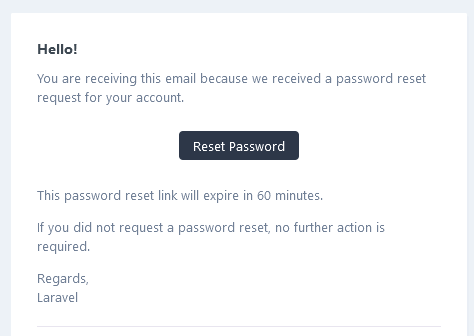 Hello!
You are receiving this email because we received a password reset
request for your account.
Reset Password
This password reset link will expire in 60 minutes.
If you did not request a password reset, no further action is
required.
Regards,
Laravel